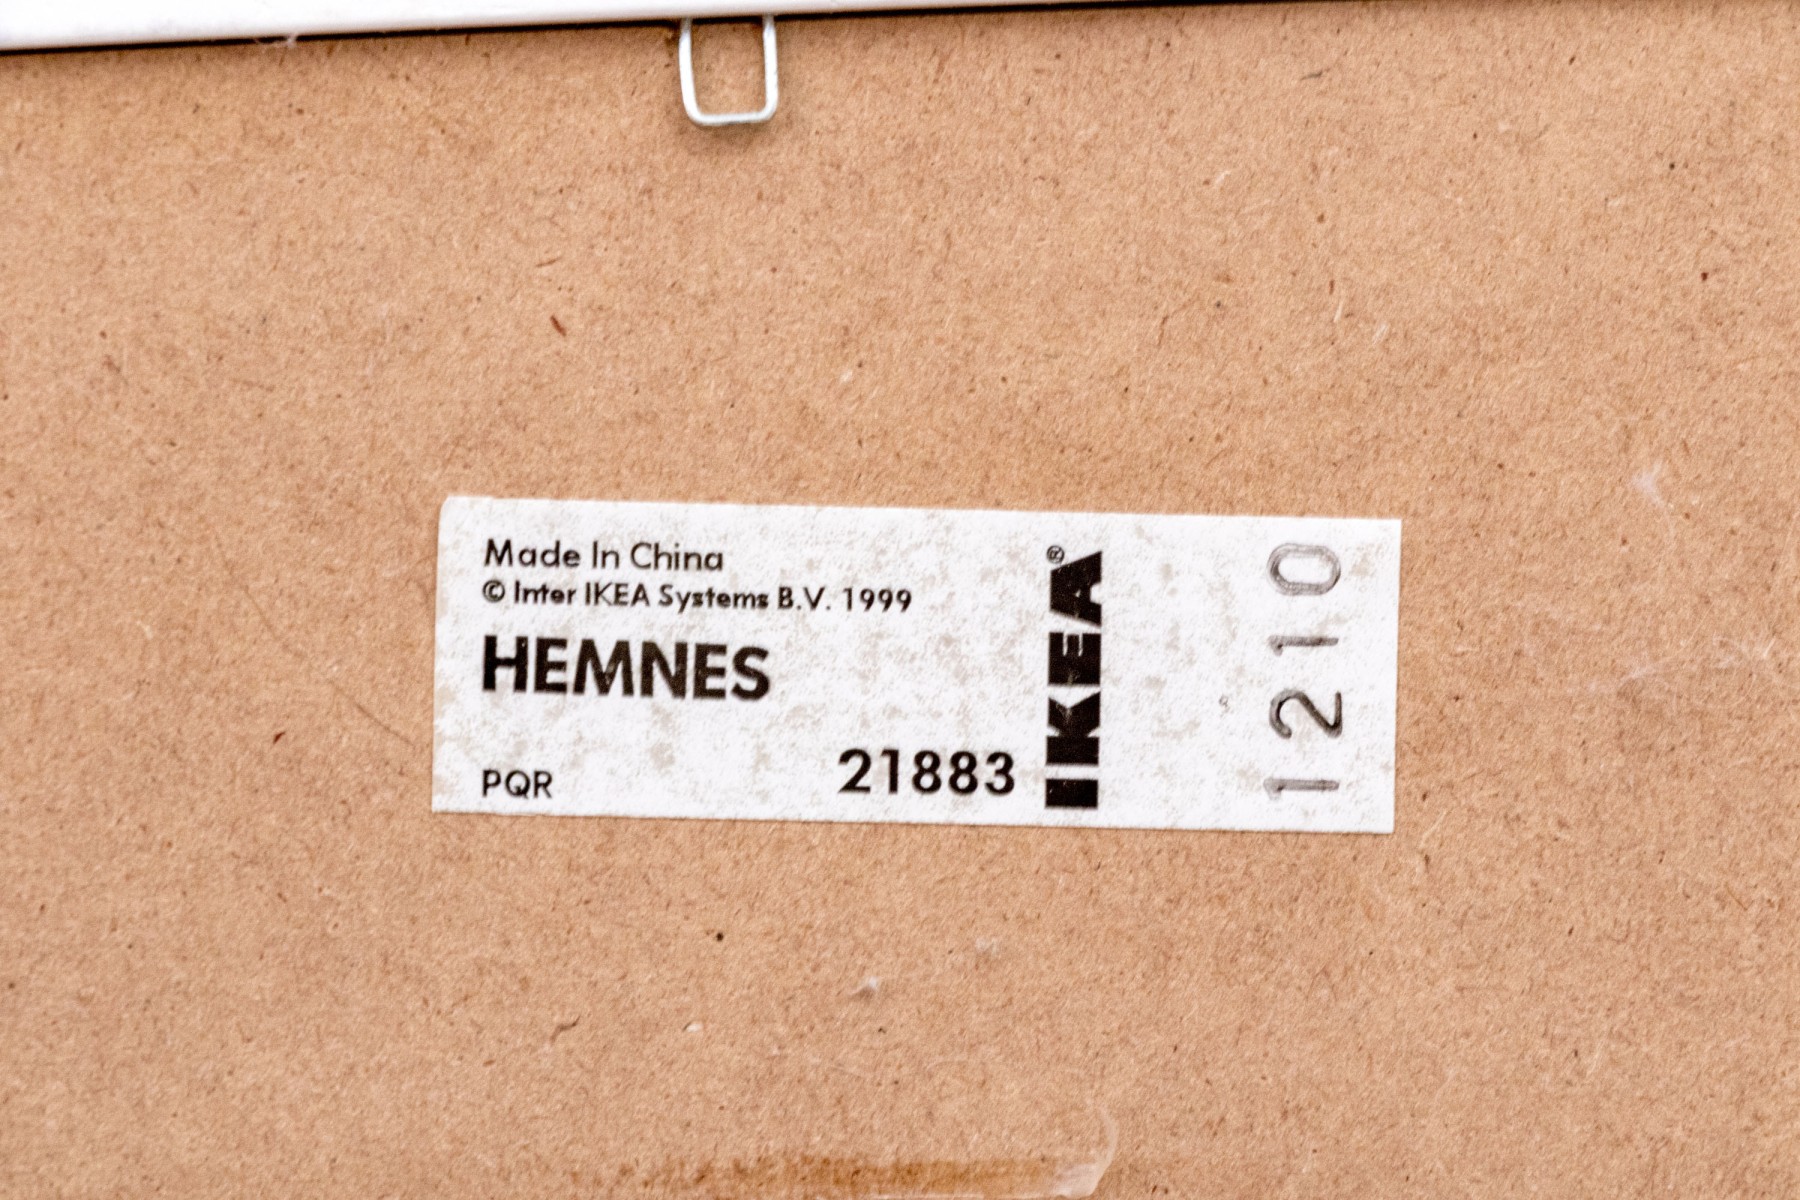 Made In China
© Inter IKEA Systems B.V. 1999
HEMNES
PQR
21883
IKEA®
1210